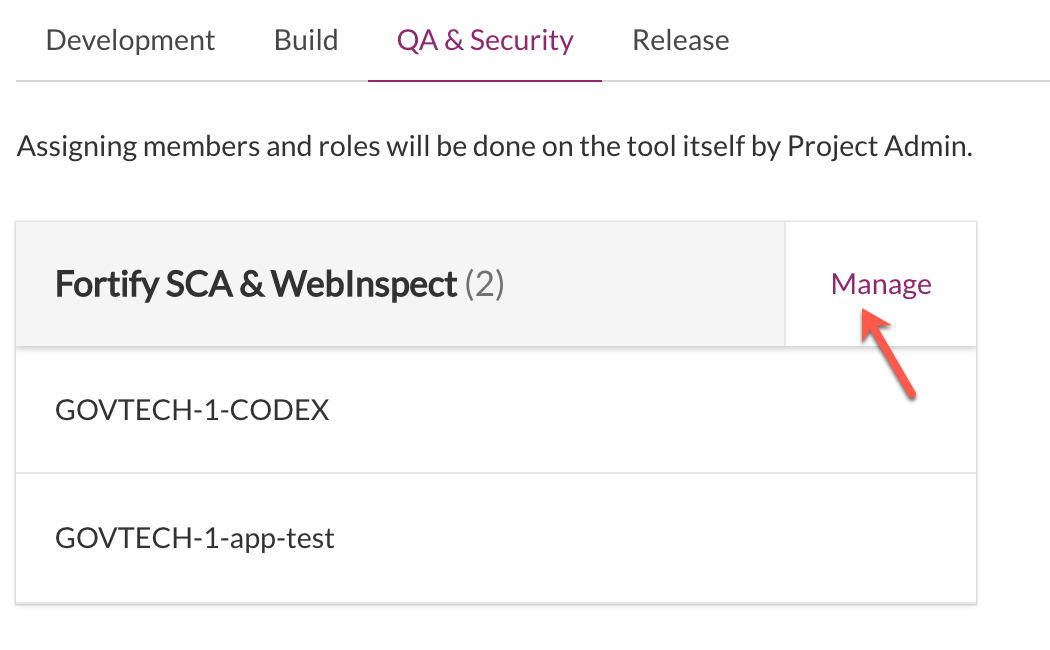 Development Build QA & Security Release
Assigning members and roles will be done on the tool itself by Project Admin.
Fortify SCA & WebInspect (2) Manage
GOVTECH-1-CODEX
GOVTECH-1-app-test